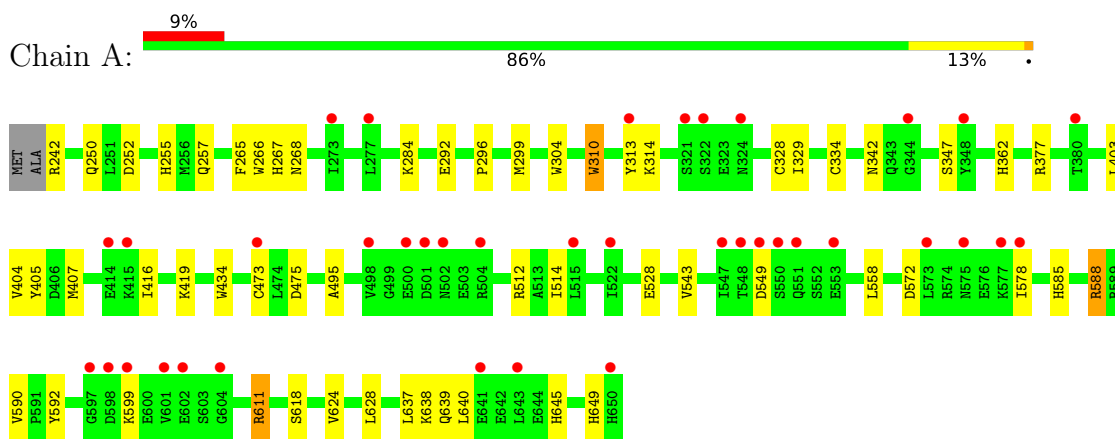 9%
Chain A:
86% 13% •
MET ALA R242 Q250 L251 D252 H255 M256 Q257 F265 W266 H267 N268 I273 L277 K284 E292 P296 M299 W304 W310 Y313 K314 S321 S322 E323 N324 C328 I329 C334 N342 Q343 G344 S347 Y348 H362 R377 T380 L403
V404 Y405 D406 M407 E414 K415 I416 K419 W434 C473 L474 D475 A495 V498 G499 E500 D501 N502 E503 R504 R512 A513 I514 L515 I522 E528 V543 I547 T548 D549 S550 Q551 S552 E553 L558 D572 L573 R574 N575 E576 K577 I578 H585 R588 P589
V590 P591 Y592 G597 D598 K599 E600 V601 E602 S603 G604 R611 S618 V624 L628 L637 K638 Q639 L640 E641 E642 L643 E644 H645 H649 H650